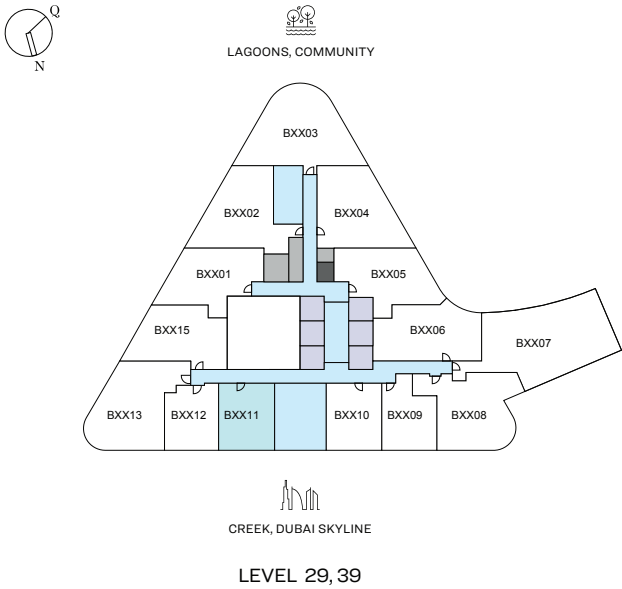 Q
N
LAGOONS, COMMUNITY
BXX03
BXX02 BXX04
BXX01 BXX05
BXX15 BXX06 BXX07
BXX13 BXX12 BXX11 BXX10 BXX09 BXX08
CREEK, DUBAI SKYLINE
LEVEL 29, 39